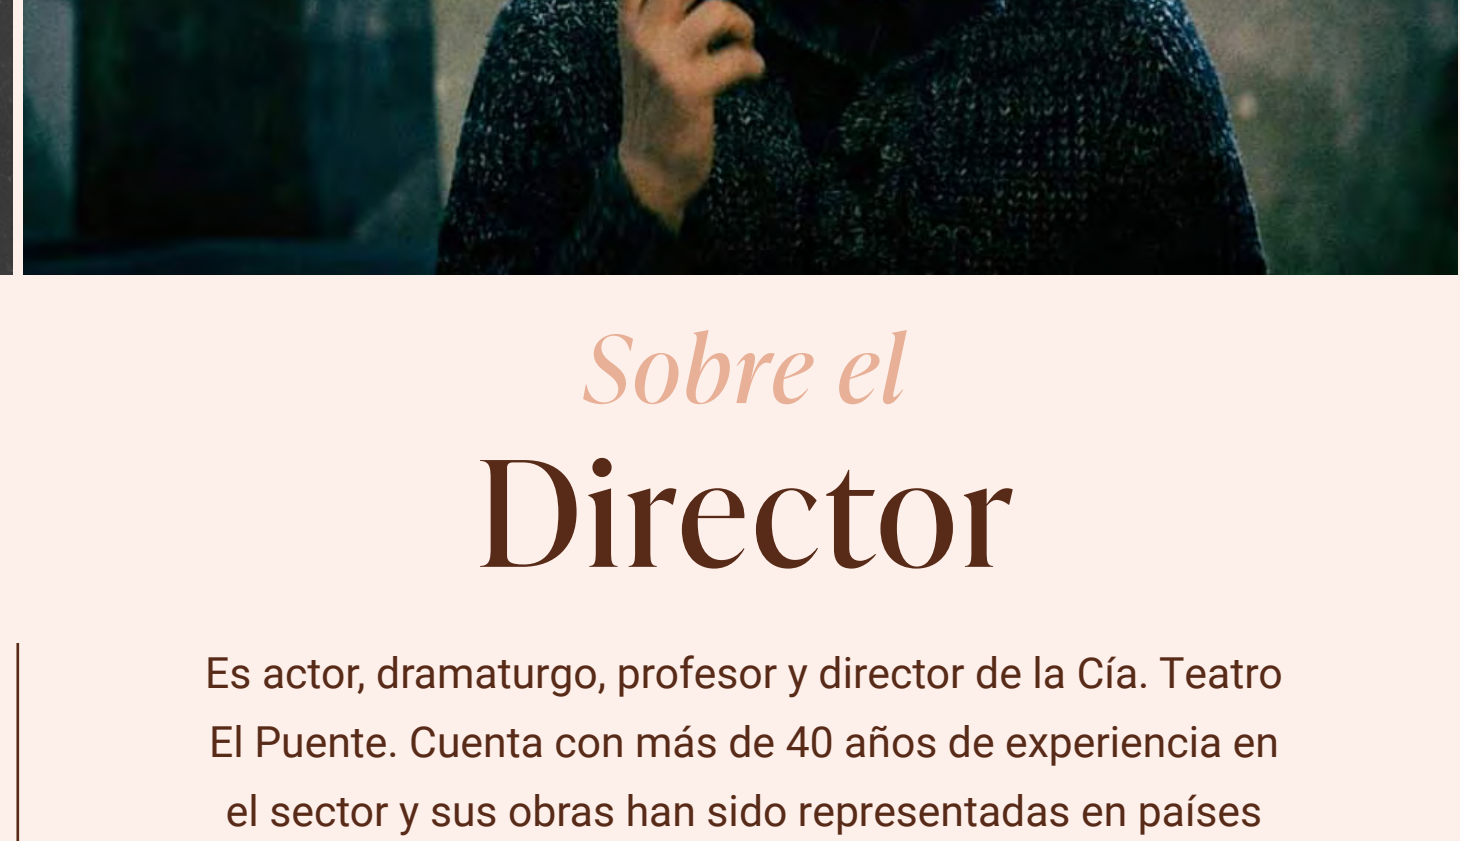 Sobre el
Director
Es actor, dramaturgo, profesor y director de la Cía. Teatro
El Puente. Cuenta con más de 40 años de experiencia en
el sector y sus obras han sido representadas en países